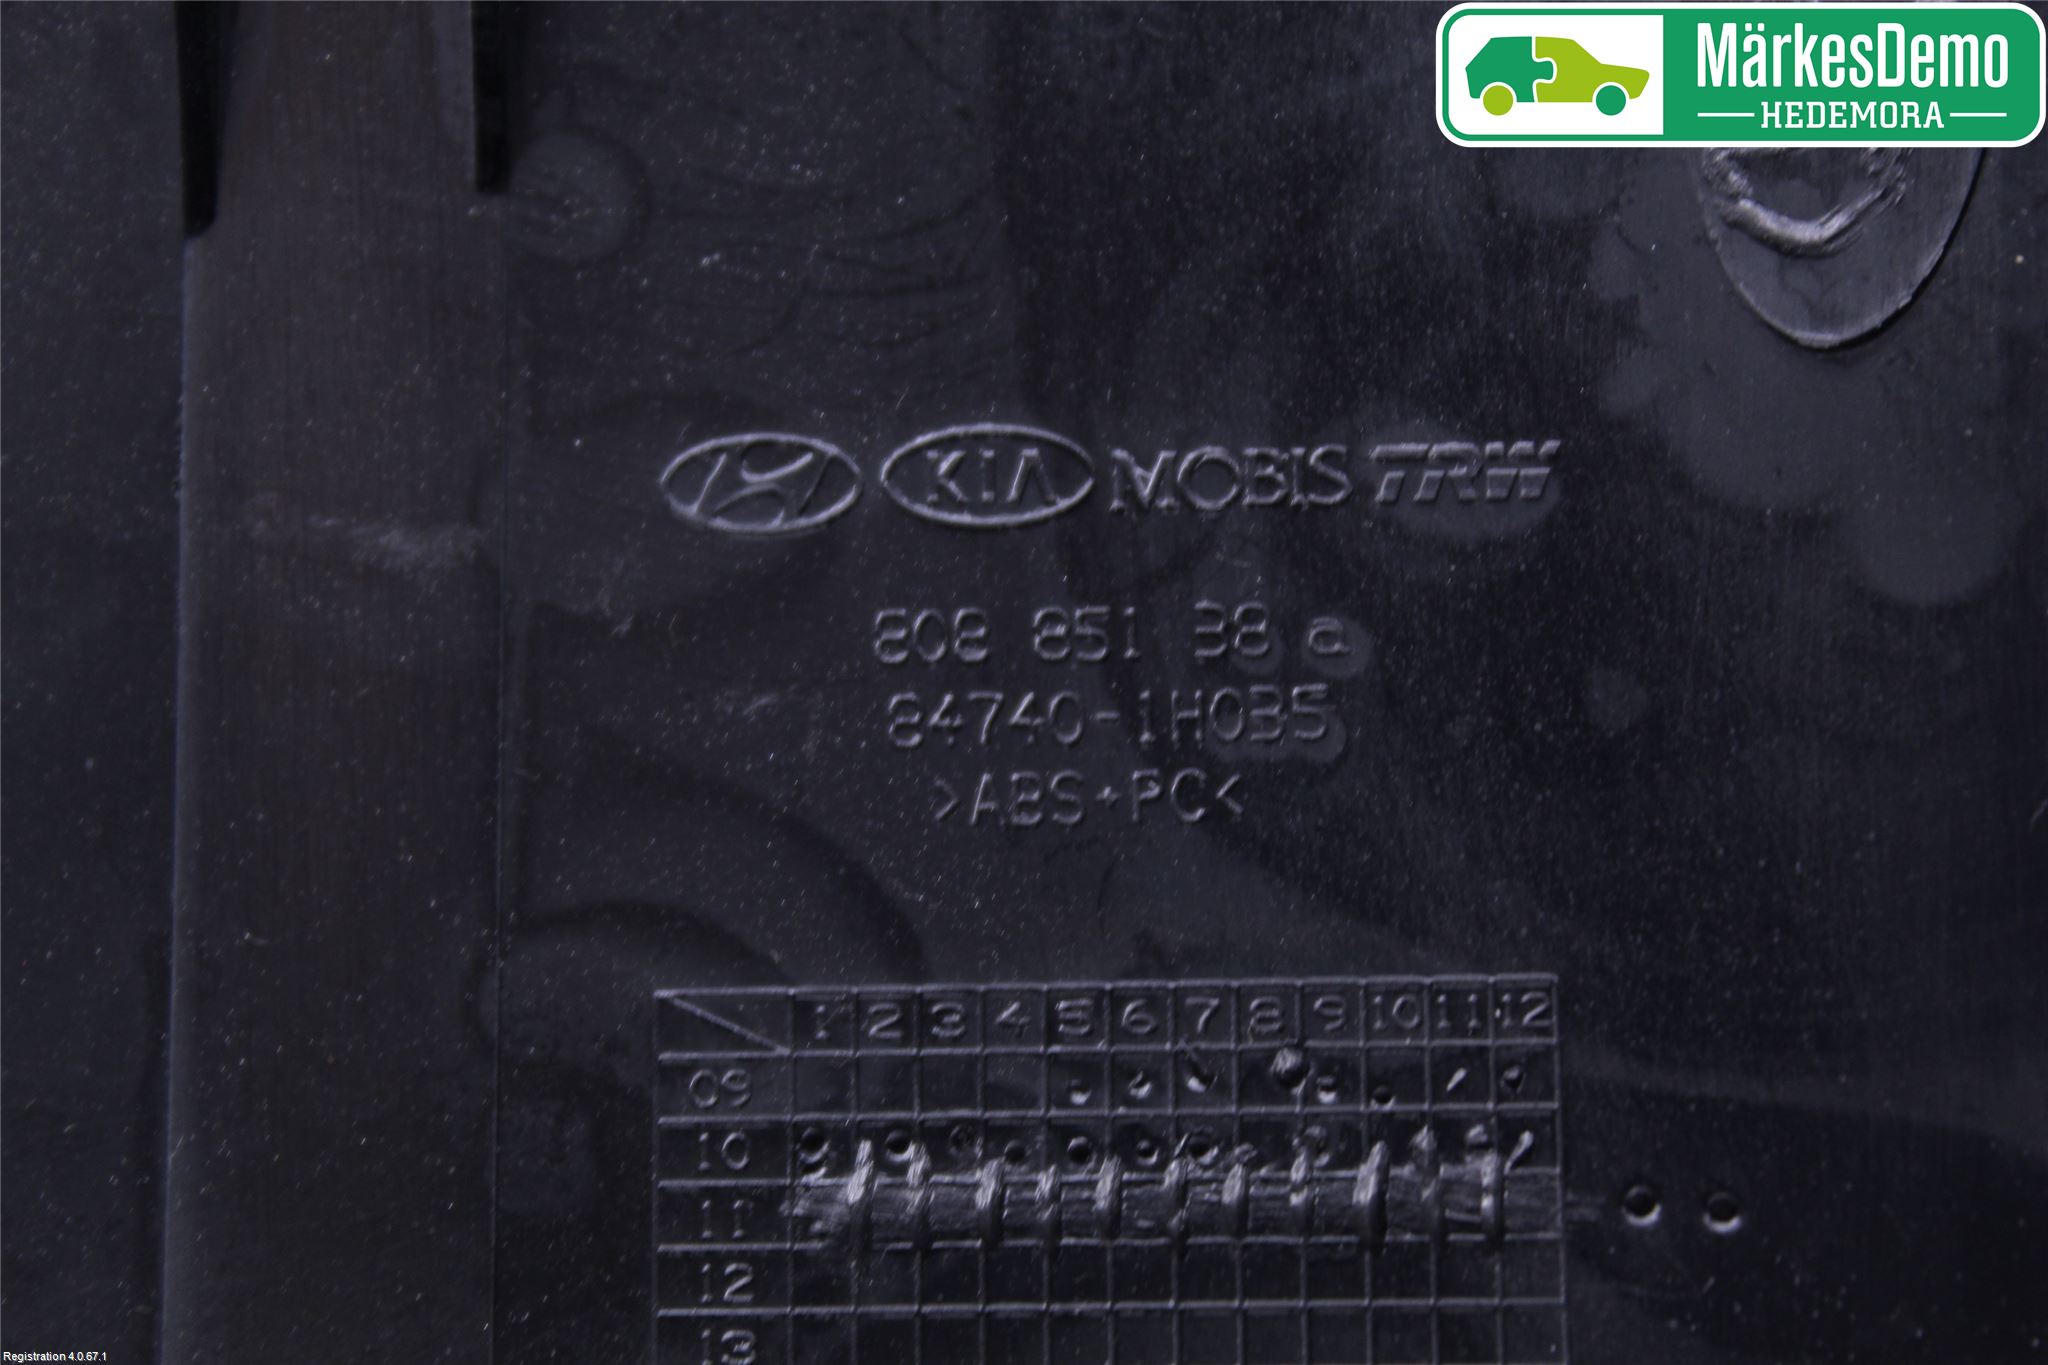 MärkesDemo
HEDEMORA
KIA MOBIS TRW
808 851 38 a
84740-1H035
>ABS+PC<
1 2 3 4 5 6 7 8 9 10 11 12
09
10
11
12
13
Registration 4.0.67.1